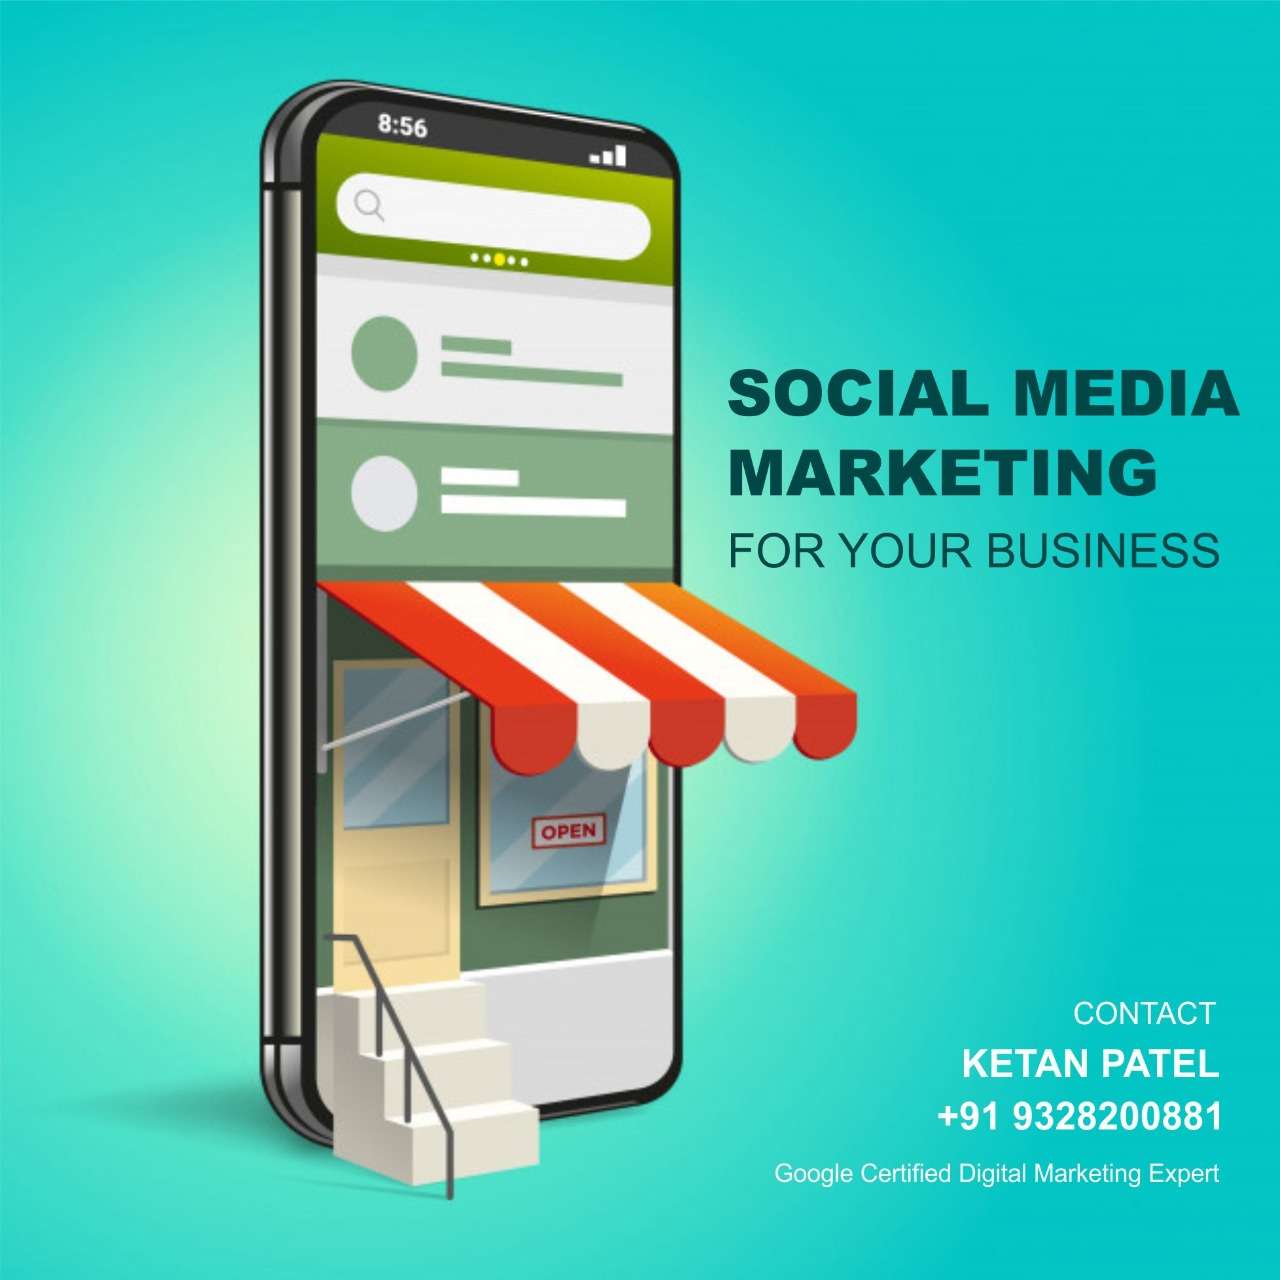 8:56
SOCIAL MEDIA
MARKETING
FOR YOUR BUSINESS
OPEN
CONTACT
KETAN PATEL
+91 9328200881
Google Certified Digital Marketing Expert